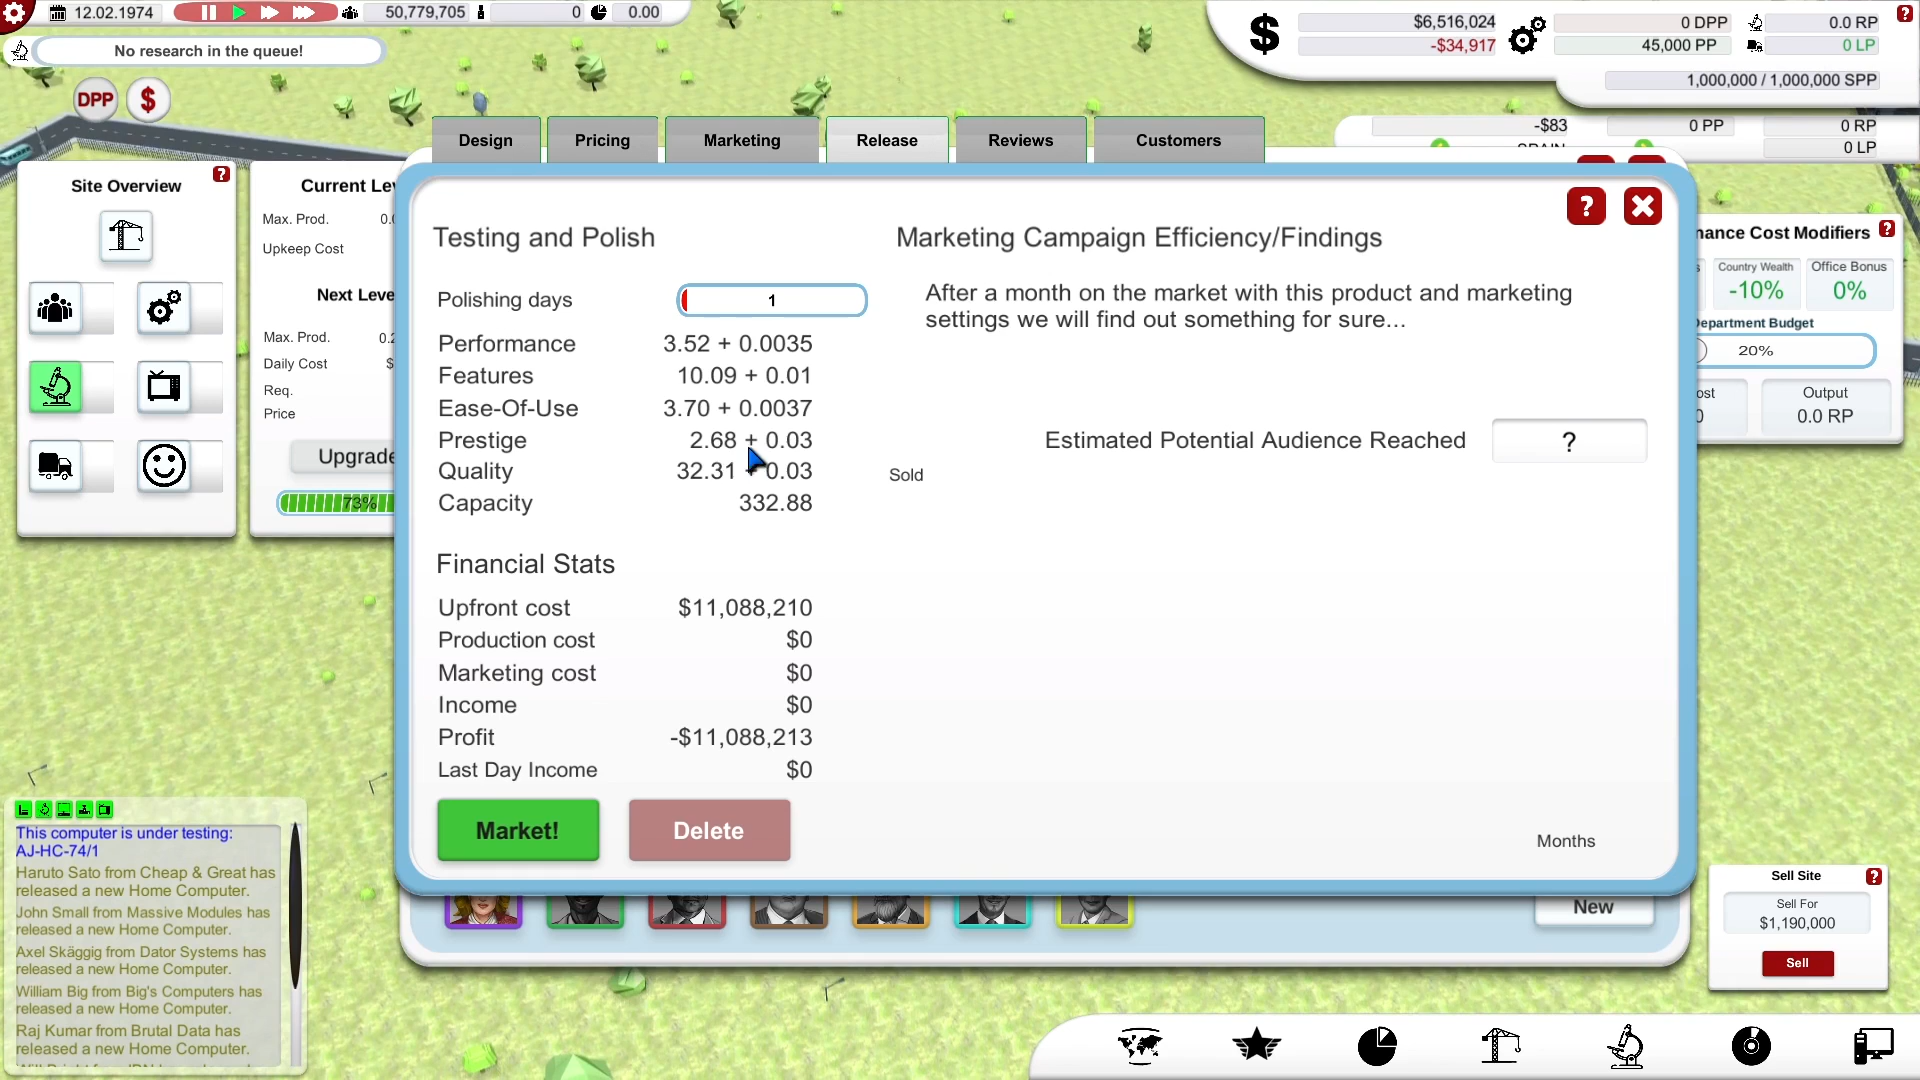 12.02.1974
50,779,705
0
0.00
No research in the queue!
DPP
$
$6,516,024
-$34,917
0 DPP
45,000 PP
0.0 RP
0 LP
1,000,000 / 1,000,000 SPP
?
-$83
0 PP
0 RP
0 LP
Design
Pricing
Marketing
Release
Reviews
Customers
Site Overview
?
Current Le
Max. Prod.
Upkeep Cost
Next Leve
Max. Prod.
Daily Cost
Req.
Price
Upgrade
73%
?
Testing and Polish
Polishing days
1
Performance 3.52 + 0.0035
Features 10.09 + 0.01
Ease-Of-Use 3.70 + 0.0037
Prestige 2.68 + 0.03
Quality 32.31 + 0.03
Capacity 332.88
Financial Stats
Upfront cost $11,088,210
Production cost $0
Marketing cost $0
Income $0
Profit -$11,088,213
Last Day Income $0
Market!
Delete
Marketing Campaign Efficiency/Findings
After a month on the market with this product and marketing
settings we will find out something for sure...
Estimated Potential Audience Reached
?
Sold
Months
nance Cost Modifiers
?
Country Wealth
-10%
Office Bonus
0%
epartment Budget
20%
ost
0
Output
0.0 RP
New
This computer is under testing:
AJ-HC-74/1
Haruto Sato from Cheap & Great has
released a new Home Computer.
John Small from Massive Modules has
released a new Home Computer.
Axel Skäggig from Dator Systems has
released a new Home Computer.
William Big from Big's Computers has
released a new Home Computer.
Raj Kumar from Brutal Data has
released a new Home Computer.
Sell Site
?
Sell For
$1,190,000
Sell